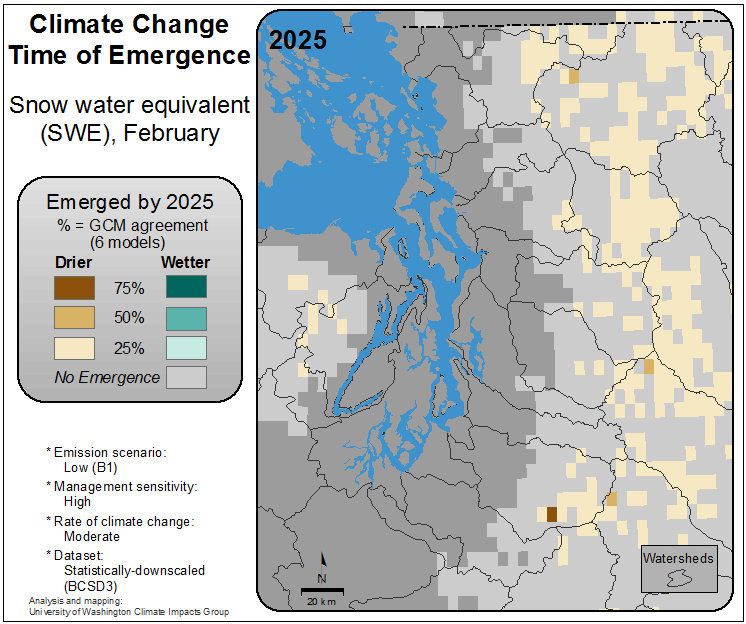 Climate Change
Time of Emergence
Snow water equivalent
(SWE), February
Emerged by 2025
% = GCM agreement
(6 models)
Drier Wetter
75%
50%
25%
No Emergence
* Emission scenario:
Low (B1)
* Management sensitivity:
High
* Rate of climate change:
Moderate
* Dataset:
Statistically-downscaled
(BCSD3)
Analysis and mapping:
University of Washington Climate Impacts Group
2025
N
20 km
Watersheds